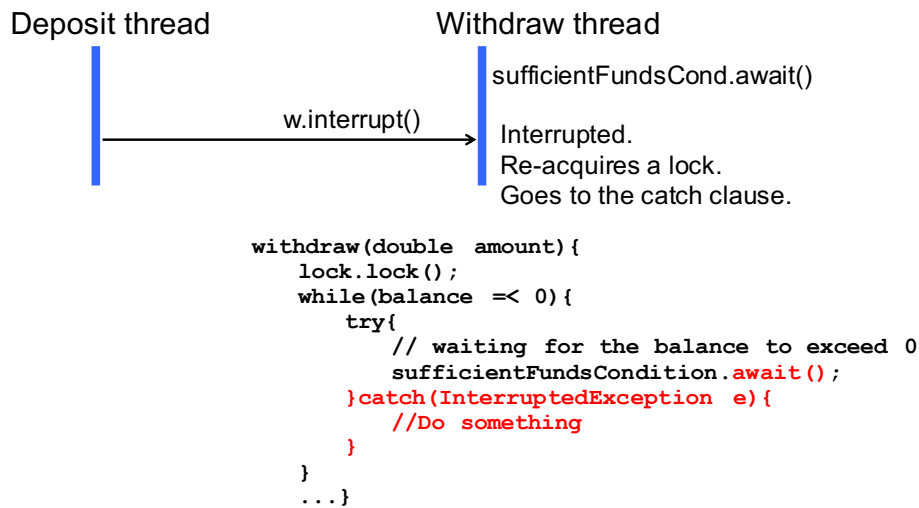 Deposit thread
Withdraw thread
sufficientFundsCond.await()
w.interrupt()
Interrupted.
Re-acquires a lock.
Goes to the catch clause.
withdraw(double amount){
lock.lock();
while(balance =< 0){
try{
// waiting for the balance to exceed 0
sufficientFundsCondition.await();
}catch(InterruptedException e){
//Do something
}
}
...}